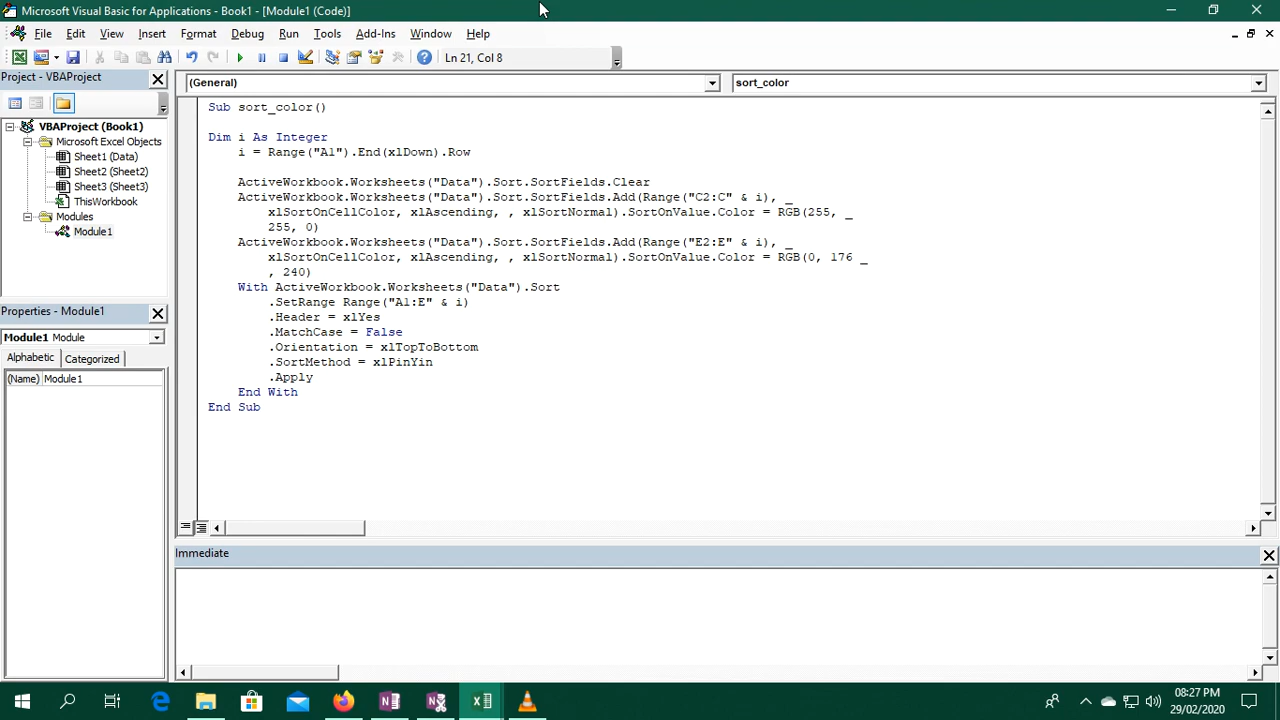 Microsoft Visual Basic for Applications - Book1 - [Module1 (Code)]
File Edit View Insert Format Debug Run Tools Add-Ins Window Help
Ln 21, Col 8
Project - VBAProject
(General)
sort_color
VBAProject (Book1)
Microsoft Excel Objects
Sheet1 (Data)
Sheet2 (Sheet2)
Sheet3 (Sheet3)
ThisWorkbook
Modules
Module1
Properties - Module1
Module1 Module
Alphabetic Categorized
(Name) Module1
Sub sort_color()
Dim i As Integer
i = Range("A1").End(xlDown).Row
ActiveWorkbook.Worksheets("Data").Sort.SortFields.Clear
ActiveWorkbook.Worksheets("Data").Sort.SortFields.Add(Range("C2:C" & i), _
xlSortOnCellColor, xlAscending, , xlSortNormal).SortOnValue.Color = RGB(255, _
255, 0)
ActiveWorkbook.Worksheets("Data").Sort.SortFields.Add(Range("E2:E" & i), _
xlSortOnCellColor, xlAscending, , xlSortNormal).SortOnValue.Color = RGB(0, 176 _
, 240)
With ActiveWorkbook.Worksheets("Data").Sort
.SetRange Range("A1:E" & i)
.Header = xlYes
.MatchCase = False
.Orientation = xlTopToBottom
.SortMethod = xlPinYin
.Apply
End With
End Sub
Immediate
08:27 PM
29/02/2020